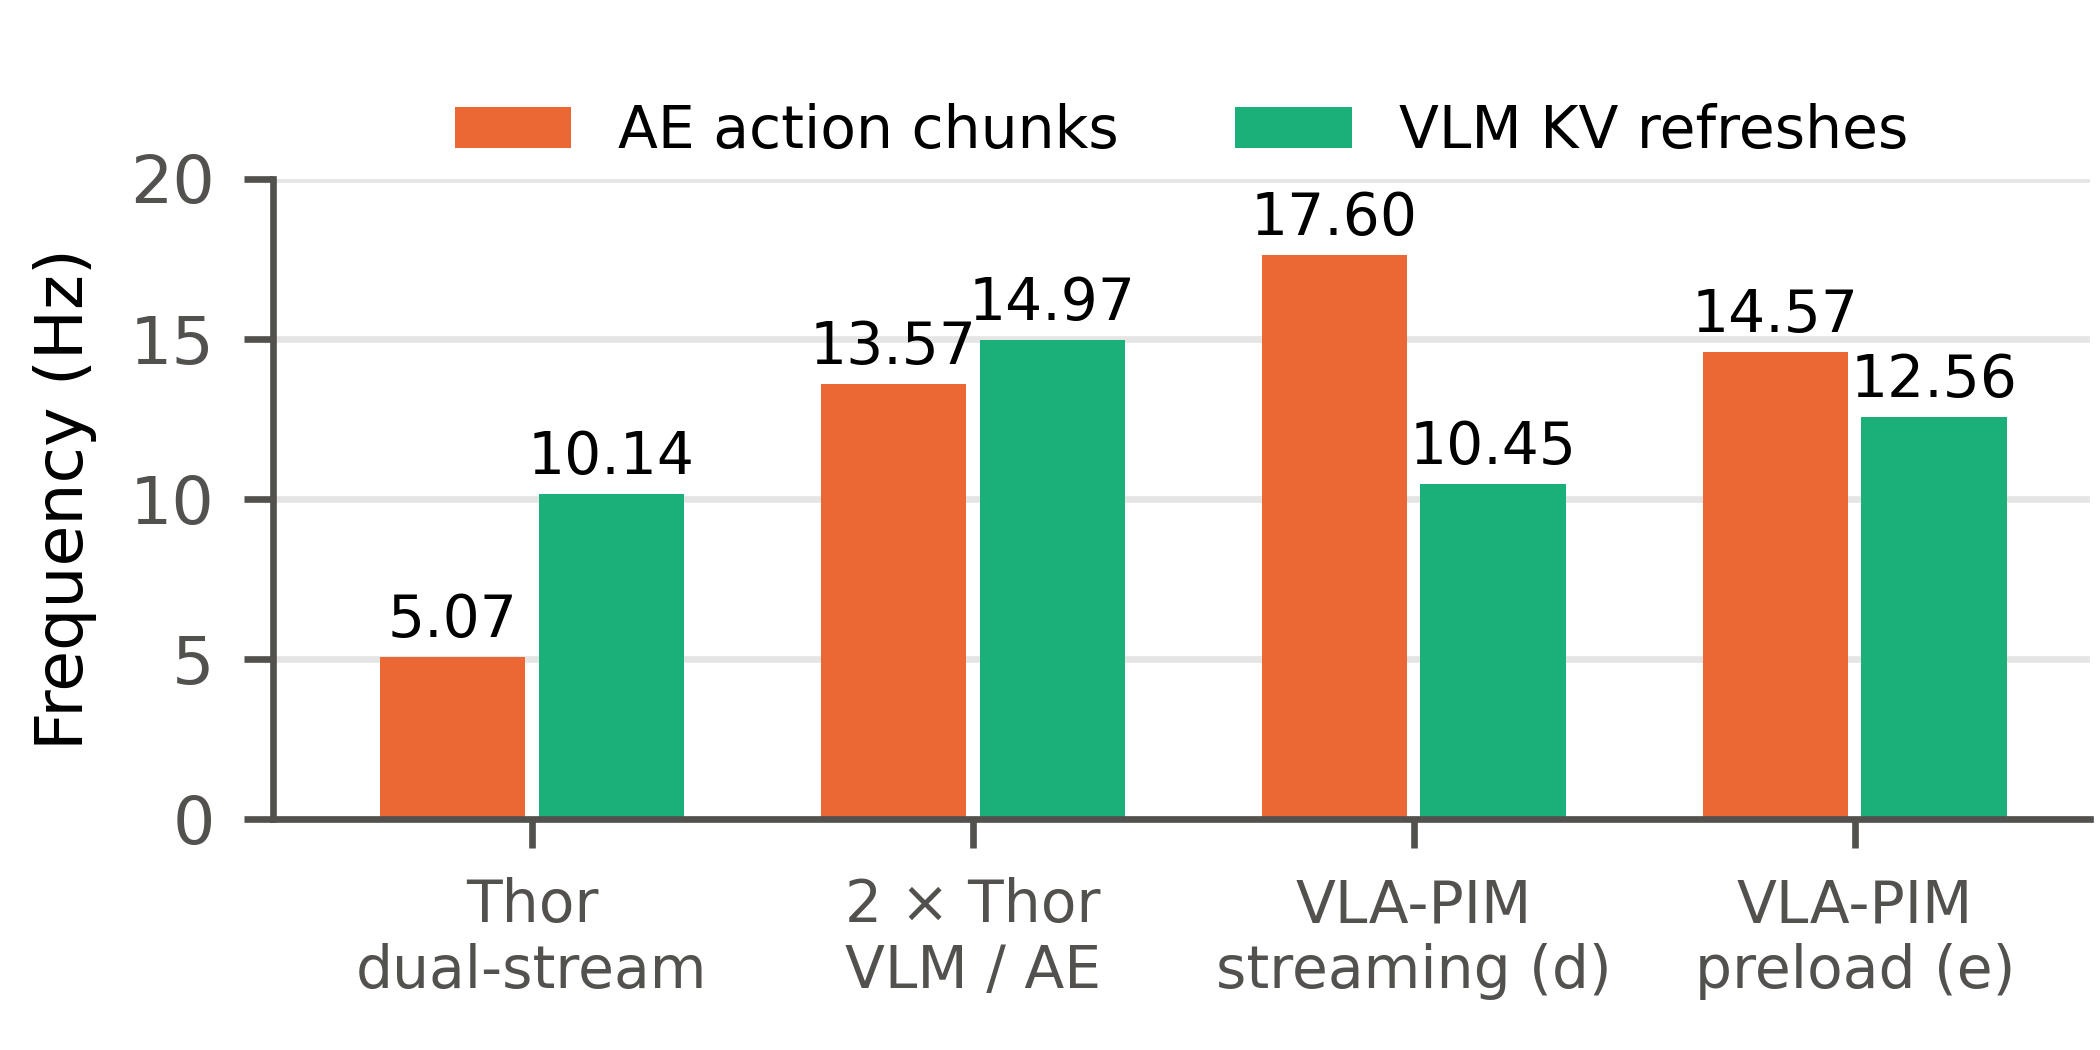 AE action chunks VLM KV refreshes
Frequency (Hz)
20
15
10
5
0
5.07
10.14
13.57
14.97
17.60
10.45
14.57
12.56
Thor
dual-stream
2 × Thor
VLM / AE
VLA-PIM
streaming (d)
VLA-PIM
preload (e)